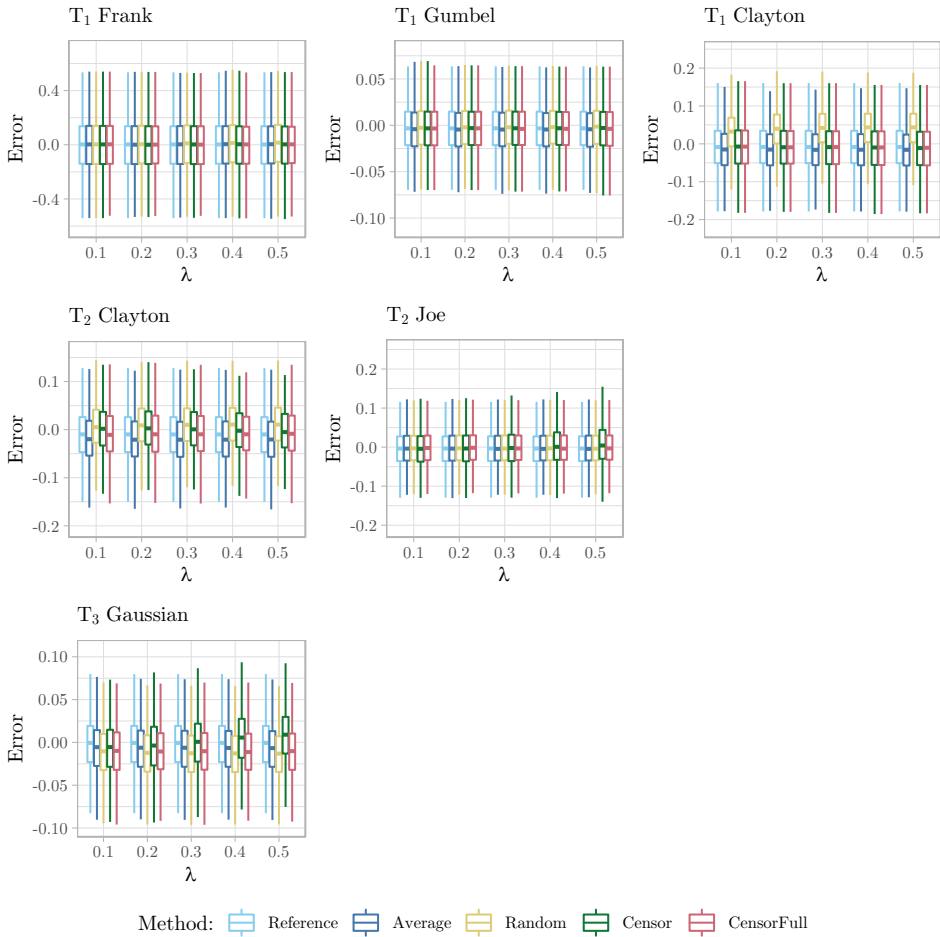 T₁ Frank
T₁ Gumbel
T₁ Clayton
Error
0.4
0.0
-0.4
0.1 0.2 0.3 0.4 0.5
λ
Error
0.05
0.00
-0.05
-0.10
0.1 0.2 0.3 0.4 0.5
λ
Error
0.2
0.1
0.0
-0.1
-0.2
0.1 0.2 0.3 0.4 0.5
λ
T₂ Clayton
T₂ Joe
Error
0.1
0.0
-0.1
-0.2
0.1 0.2 0.3 0.4 0.5
λ
Error
0.2
0.1
0.0
-0.1
-0.2
0.1 0.2 0.3 0.4 0.5
λ
T₃ Gaussian
Error
0.10
0.05
0.00
-0.05
-0.10
0.1 0.2 0.3 0.4 0.5
λ
Method: Reference Average Random Censor CensorFull